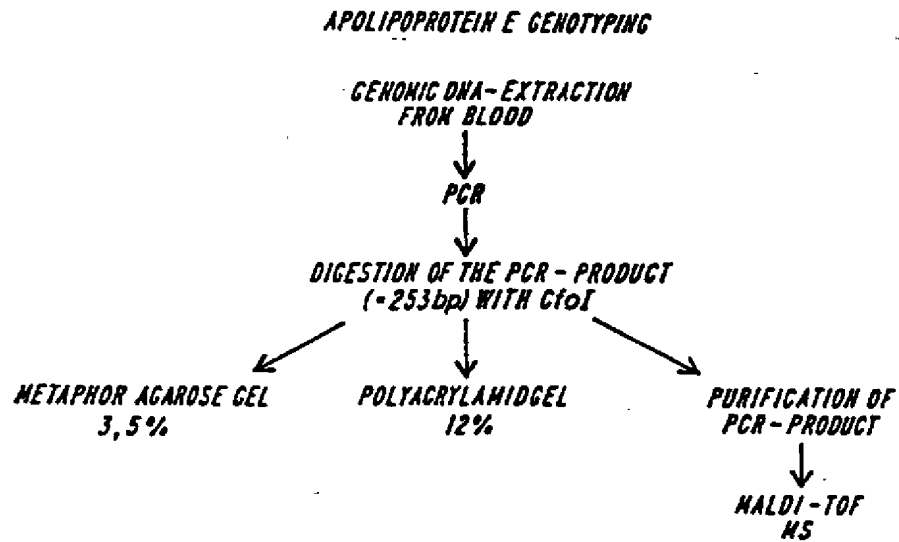 APOLIPOPROTEIN E GENOTYPING
GENOMIC DNA-EXTRACTION
FROM BLOOD
PCR
DIGESTION OF THE PCR-PRODUCT
(=253bp) WITH CfoI
METAPHOR AGAROSE GEL
3,5%
POLYACRYLAMIDGEL
12%
PURIFICATION OF
PCR-PRODUCT
MALDI-TOF
MS